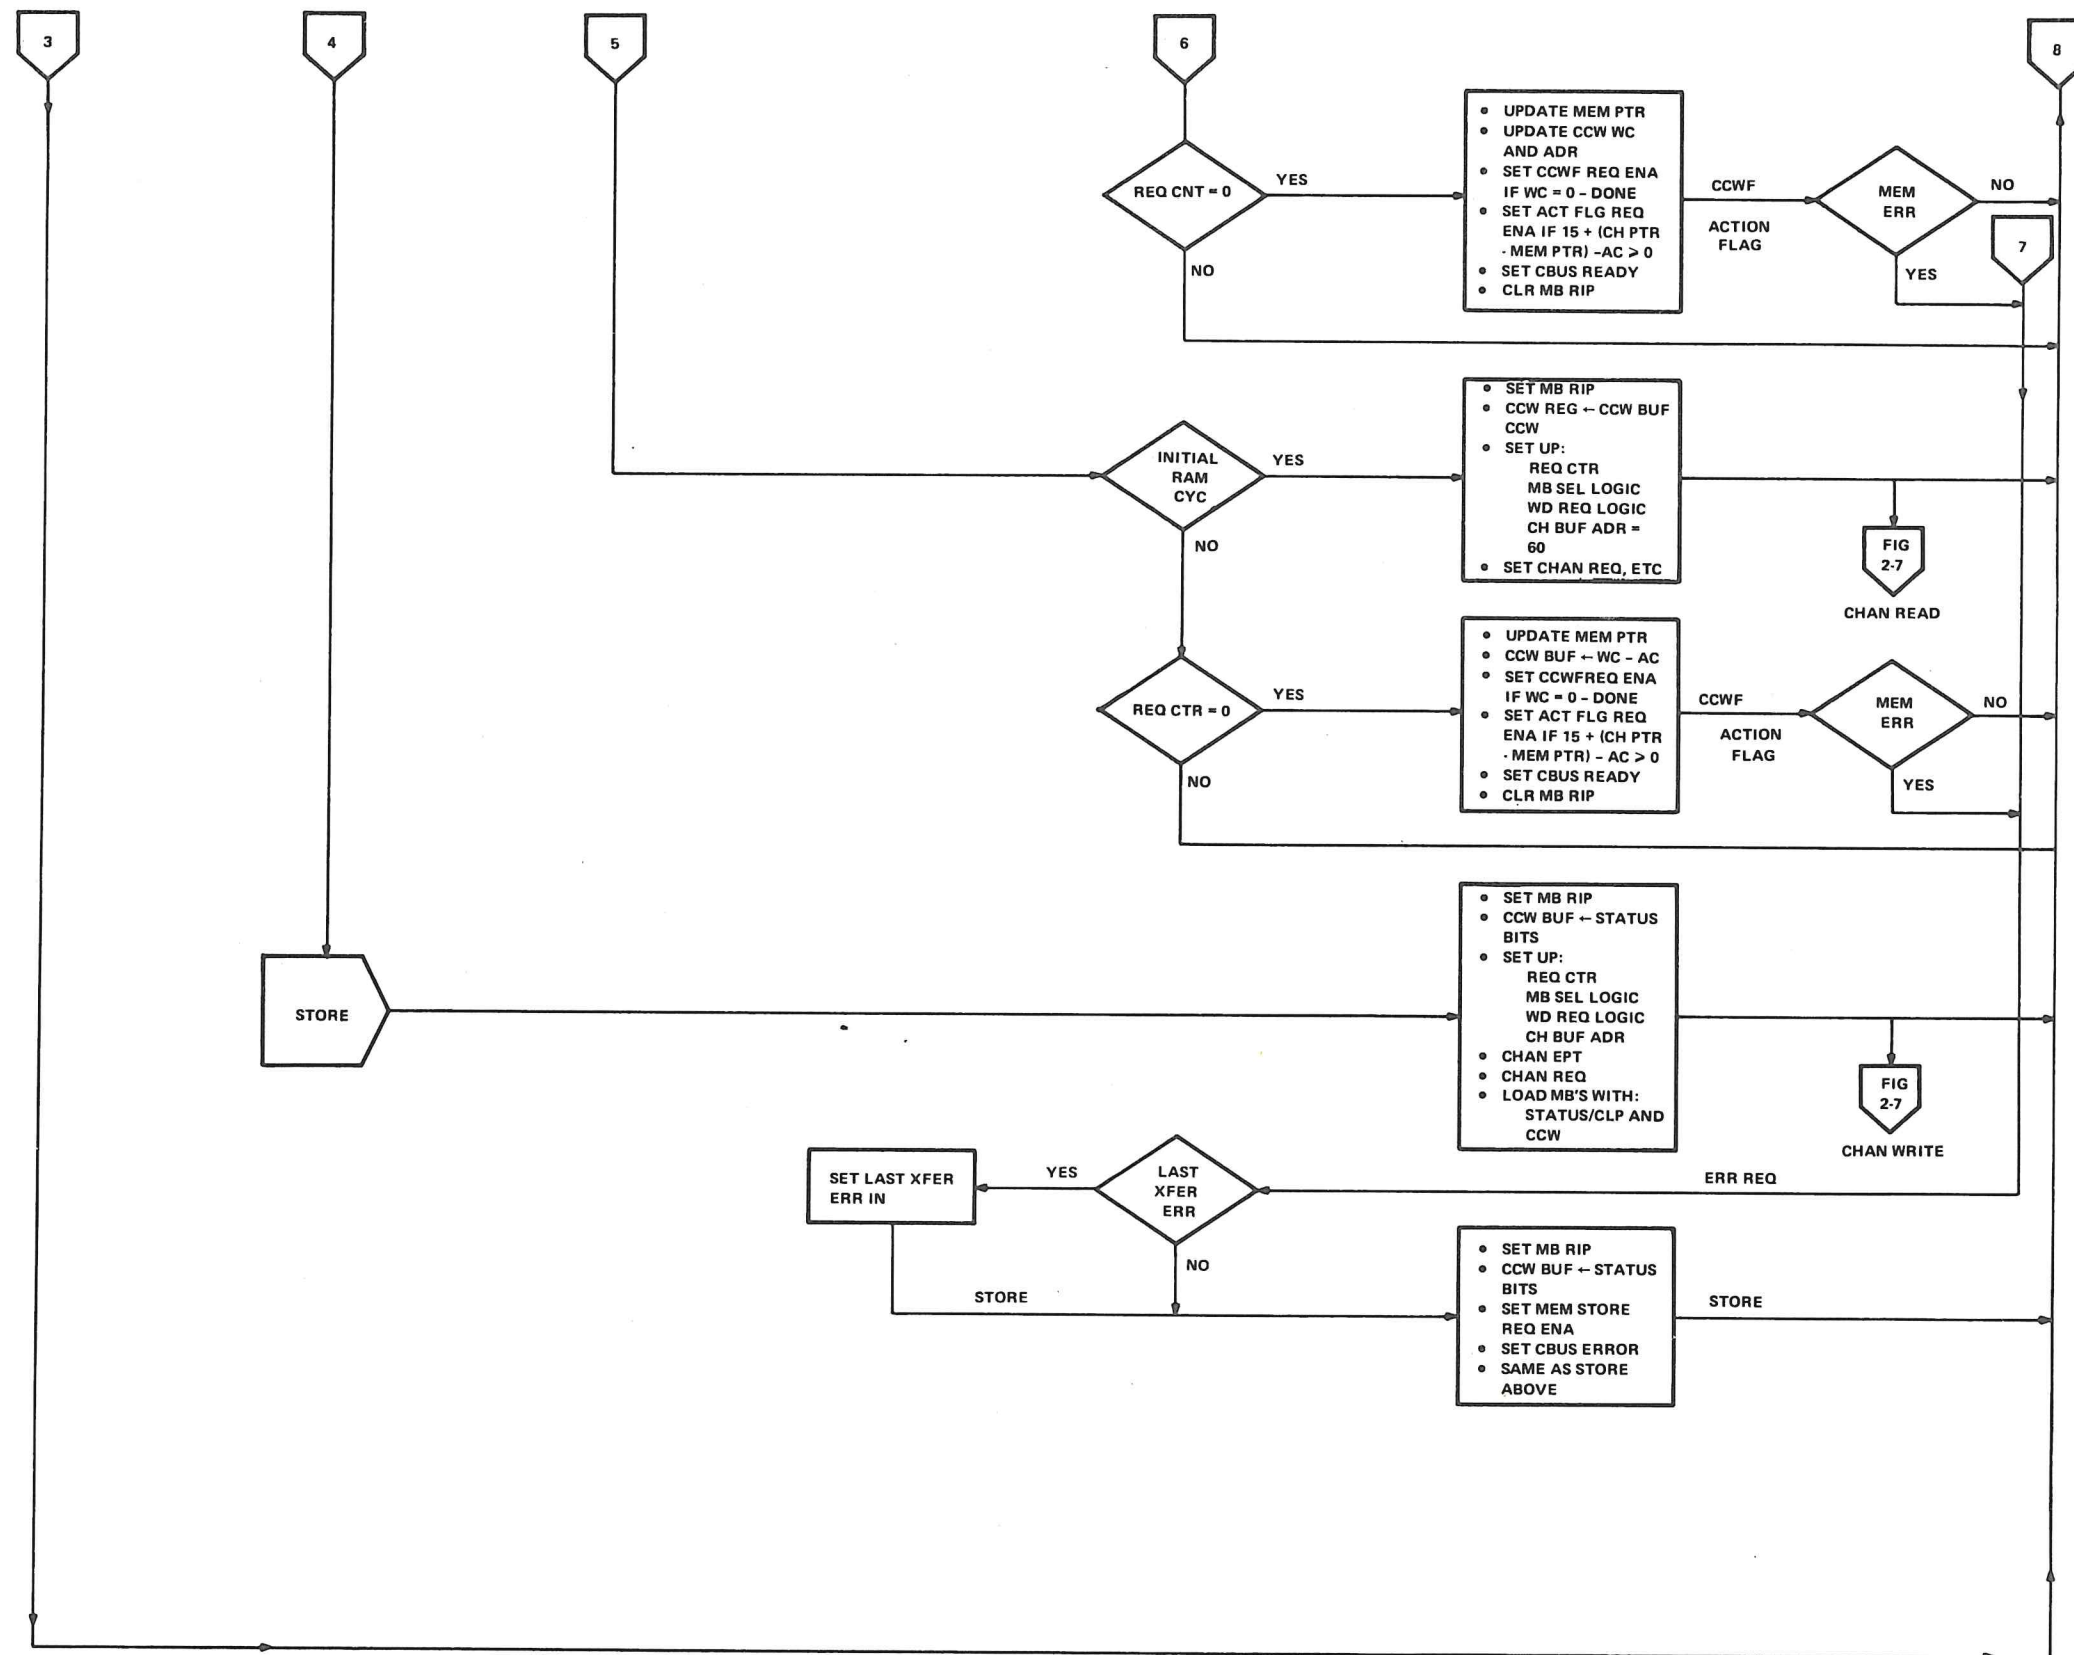 3
4
5
6
8
REQ CNT = 0
YES
NO
• UPDATE MEM PTR
• UPDATE CCW WC
AND ADR
• SET CCWF REQ ENA
IF WC = 0 – DONE
• SET ACT FLG REQ
ENA IF 15 + (CH PTR
- MEM PTR) –AC > 0
• SET CBUS READY
• CLR MB RIP
CCWF
ACTION
FLAG
MEM
ERR
NO
YES
7
INITIAL
RAM
CYC
YES
NO
• SET MB RIP
• CCW REG ← CCW BUF
CCW
• SET UP:
REQ CTR
MB SEL LOGIC
WD REQ LOGIC
CH BUF ADR =
60
• SET CHAN REQ, ETC
FIG
2-7
CHAN READ
REQ CTR = 0
YES
NO
• UPDATE MEM PTR
• CCW BUF ← WC – AC
• SET CCWFREQ ENA
IF WC = 0 – DONE
• SET ACT FLG REQ
ENA IF 15 + (CH PTR
- MEM PTR) – AC > 0
• SET CBUS READY
• CLR MB RIP
CCWF
ACTION
FLAG
MEM
ERR
NO
YES
STORE
• SET MB RIP
• CCW BUF ← STATUS
BITS
• SET UP:
REQ CTR
MB SEL LOGIC
WD REQ LOGIC
CH BUF ADR
• CHAN EPT
• CHAN REQ
• LOAD MB'S WITH:
STATUS/CLP AND
CCW
FIG
2-7
CHAN WRITE
SET LAST XFER
ERR IN
YES
LAST
XFER
ERR
ERR REQ
NO
STORE
• SET MB RIP
• CCW BUF ← STATUS
BITS
• SET MEM STORE
REQ ENA
• SET CBUS ERROR
• SAME AS STORE
ABOVE
STORE